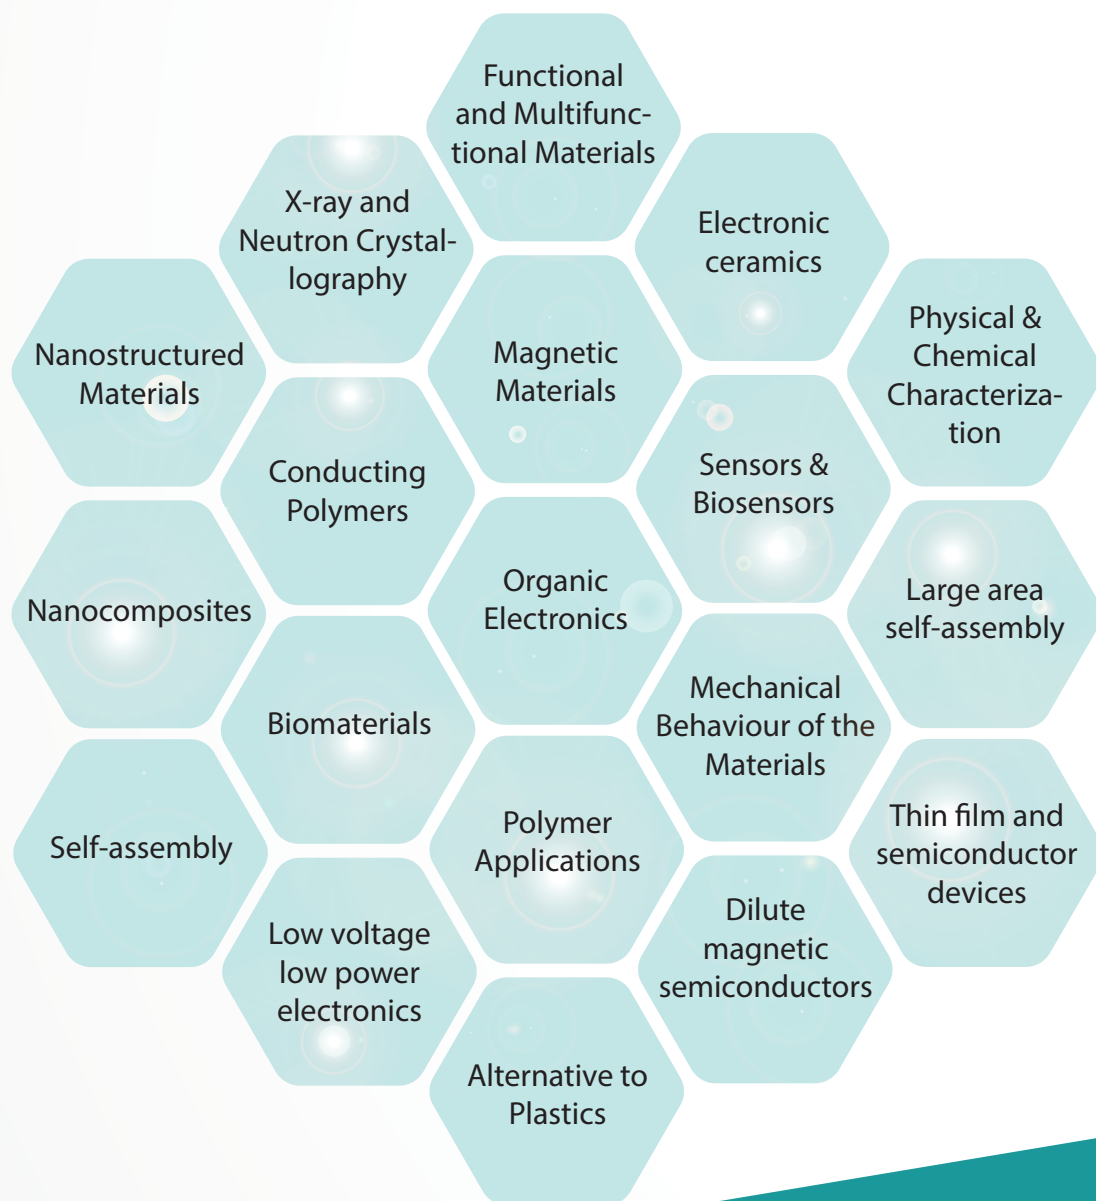 Functional
and Multifunc-
tional Materials
X-ray and
Neutron Crystal-
lography
Electronic
ceramics
Nanostructured
Materials
Magnetic
Materials
Physical &
Chemical
Characteriza-
tion
Conducting
Polymers
Sensors &
Biosensors
Nanocomposites
Organic
Electronics
Large area
self-assembly
Biomaterials
Mechanical
Behaviour of the
Materials
Self-assembly
Polymer
Applications
Thin film and
semiconductor
devices
Low voltage
low power
electronics
Dilute
magnetic
semiconductors
Alternative to
Plastics